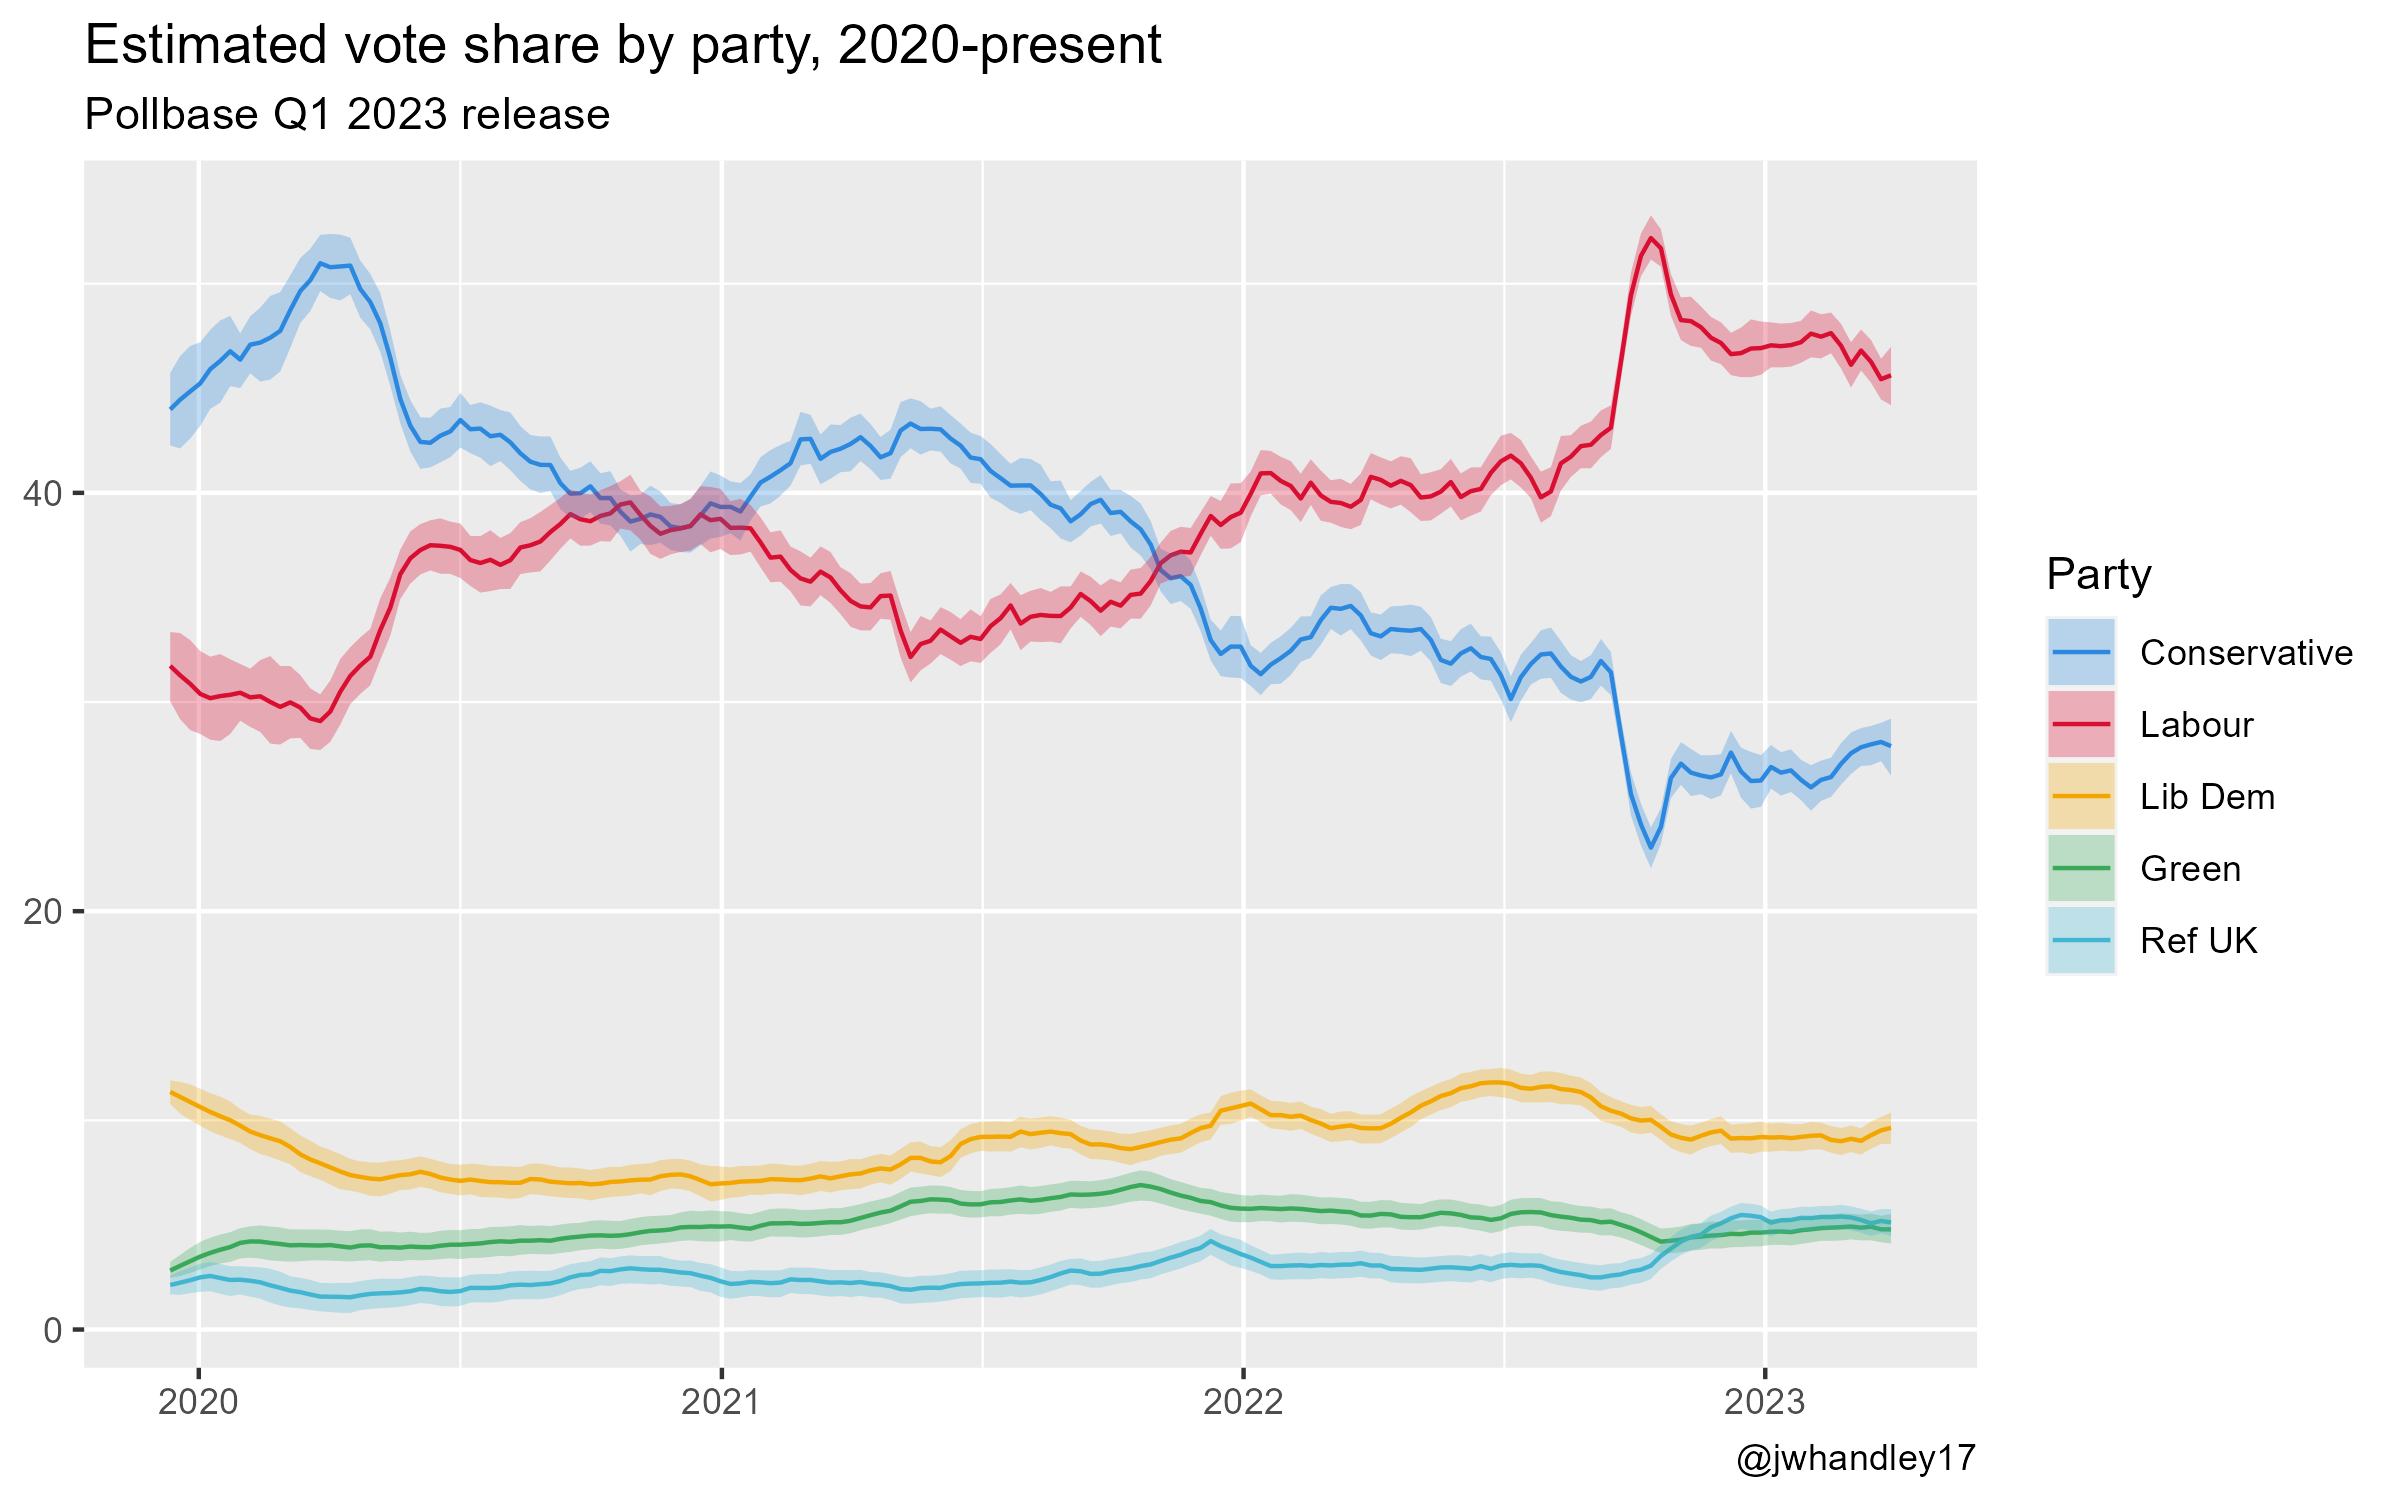 Estimated vote share by party, 2020-present
Pollbase Q1 2023 release
40
20
0
2020
2021
2022
2023
Party
Conservative
Labour
Lib Dem
Green
Ref UK
@jwhandley17